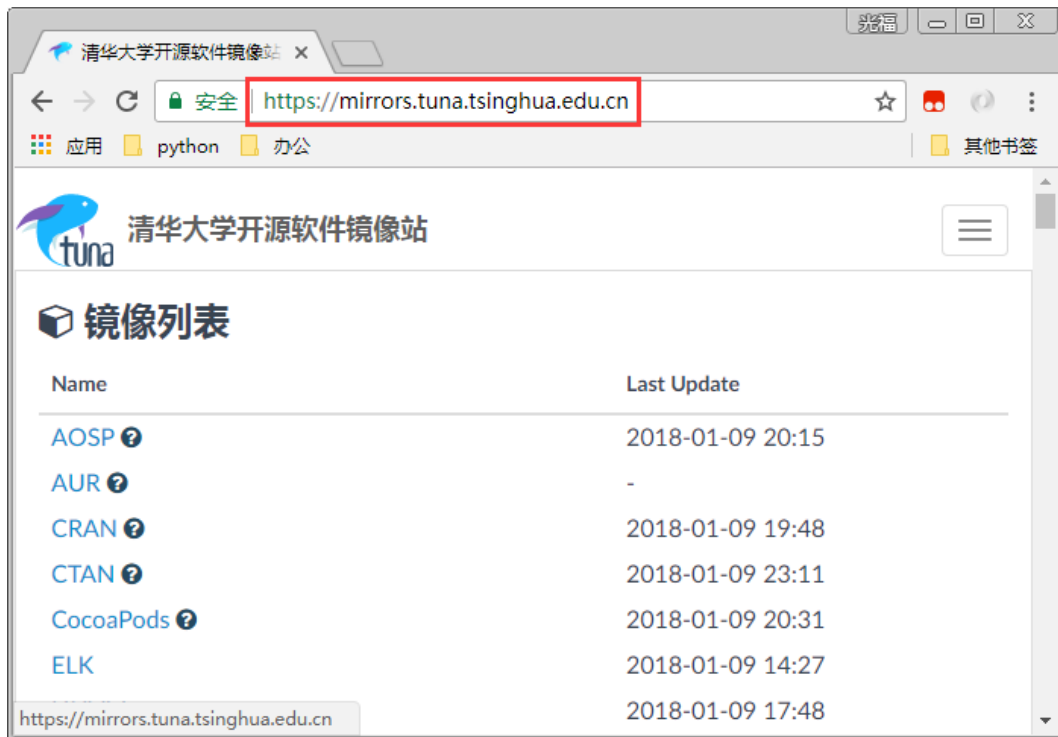 光福
清华大学开源软件镜像站
安全 https://mirrors.tuna.tsinghua.edu.cn
应用 python 办公 其他书签
tuna 清华大学开源软件镜像站
镜像列表
Name Last Update
AOSP 2018-01-09 20:15
AUR -
CRAN 2018-01-09 19:48
CTAN 2018-01-09 23:11
CocoaPods 2018-01-09 20:31
ELK 2018-01-09 14:27
2018-01-09 17:48
https://mirrors.tuna.tsinghua.edu.cn